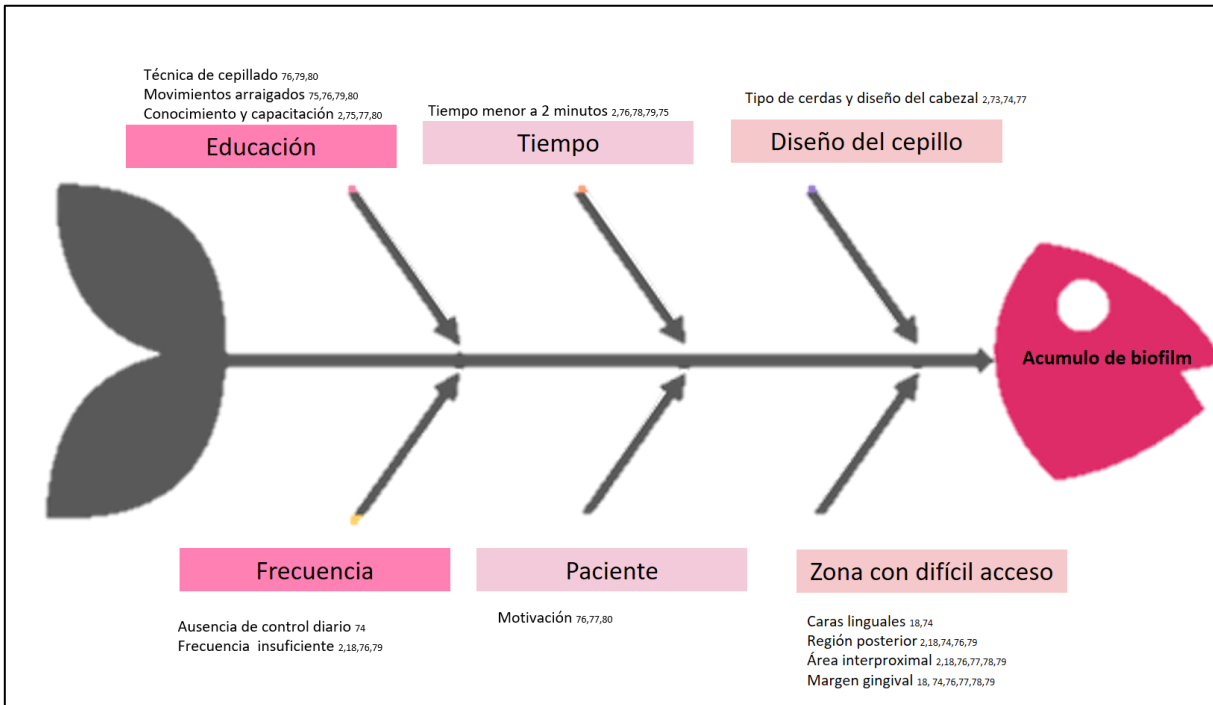 Técnica de cepillado 76,79,80
Movimientos arraigados 75,76,79,80
Conocimiento y capacitación 2,75,77,80
Educación
Tiempo menor a 2 minutos 2,76,78,79,75
Tiempo
Tipo de cerdas y diseño del cabezal 2,73,74,77
Diseño del cepillo
Acumulo de biofilm
Frecuencia
Ausencia de control diario 74
Frecuencia insuficiente 2,18,76,79
Paciente
Motivación 76,77,80
Zona con difícil acceso
Caras linguales 18,74
Región posterior 2,18,74,76,79
Área interproximal 2,18,76,77,78,79
Margen gingival 18, 74,76,77,78,79